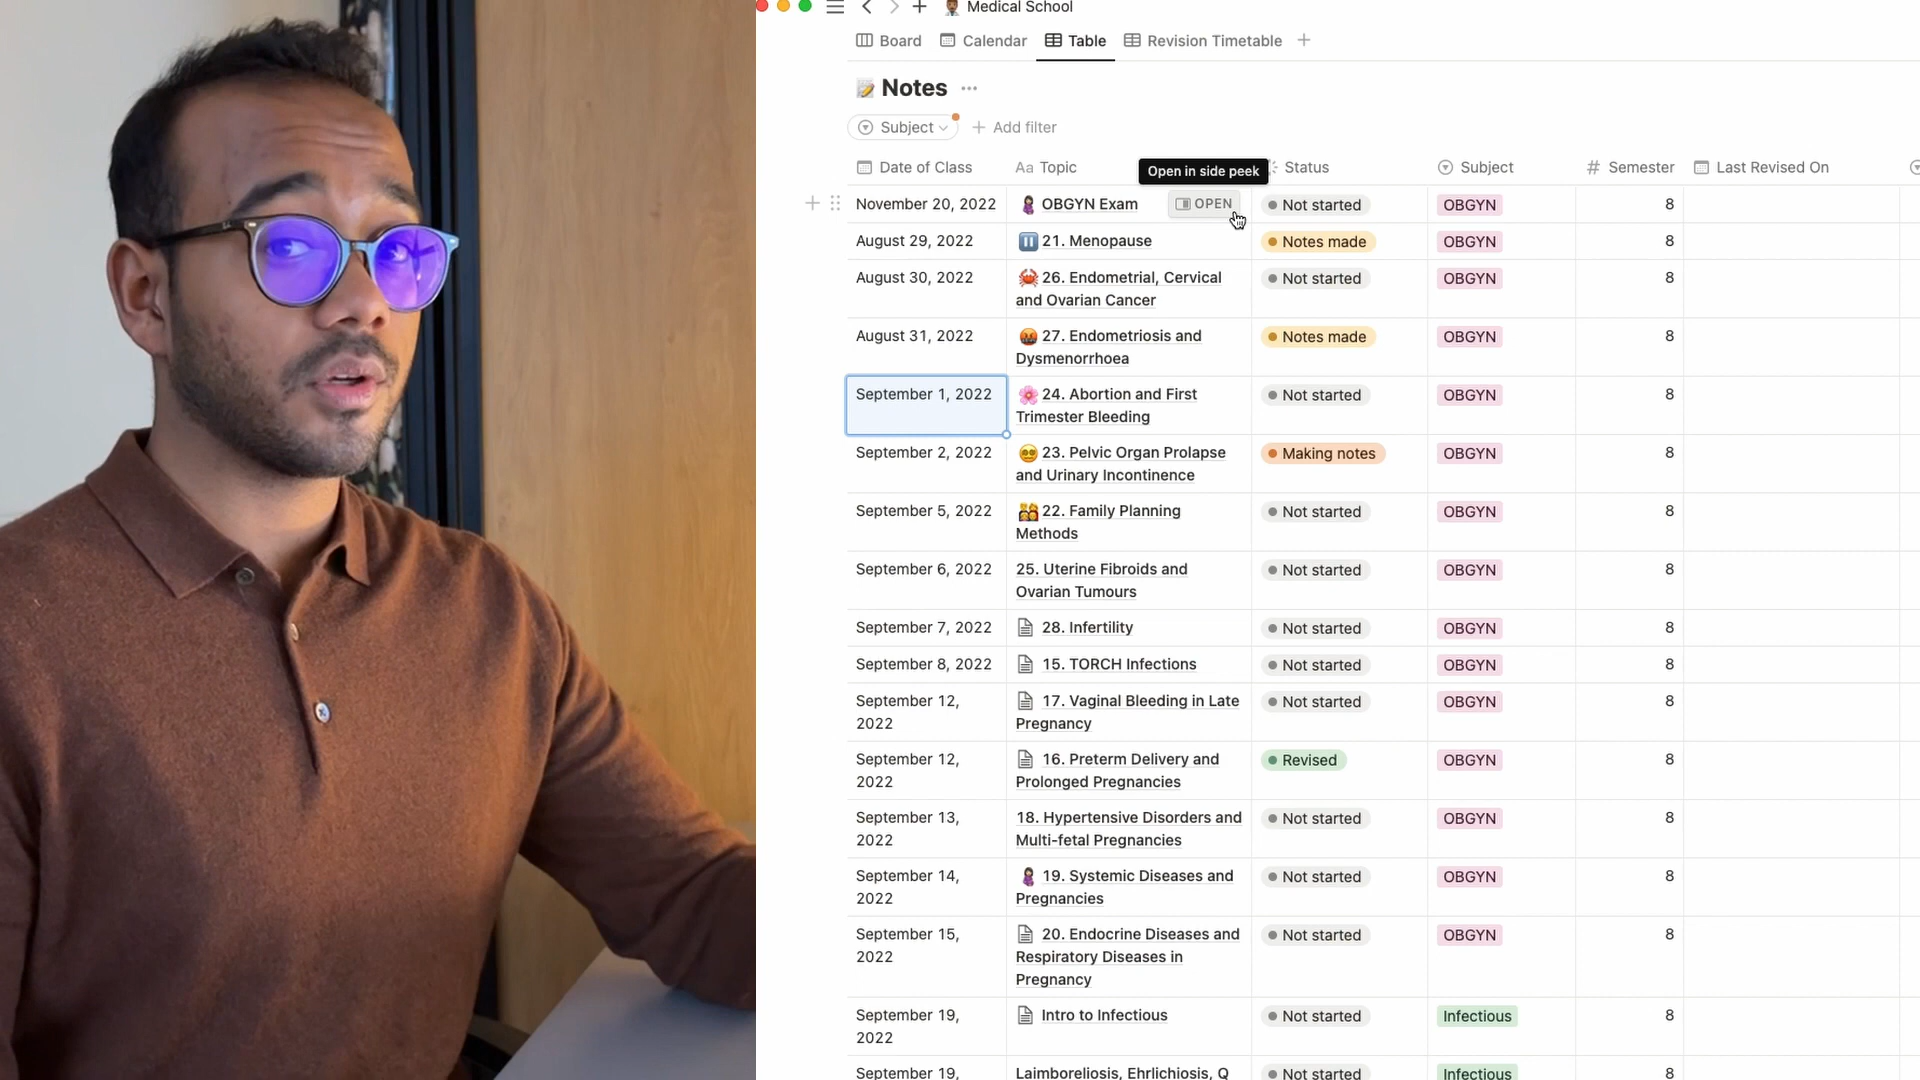 Medical School
Board Calendar Table Revision Timetable
Notes
Subject Add filter
Date of Class Aa Topic Open in side peek Status Subject # Semester Last Revised On
November 20, 2022 OBGYN Exam OPEN Not started OBGYN 8
August 29, 2022 21. Menopause Notes made OBGYN 8
August 30, 2022 26. Endometrial, Cervical Not started OBGYN 8
and Ovarian Cancer
August 31, 2022 27. Endometriosis and Notes made OBGYN 8
Dysmenorrhoea
September 1, 2022 24. Abortion and First Not started OBGYN 8
Trimester Bleeding
September 2, 2022 23. Pelvic Organ Prolapse Making notes OBGYN 8
and Urinary Incontinence
September 5, 2022 22. Family Planning Not started OBGYN 8
Methods
September 6, 2022 25. Uterine Fibroids and Not started OBGYN 8
Ovarian Tumours
September 7, 2022 28. Infertility Not started OBGYN 8
September 8, 2022 15. TORCH Infections Not started OBGYN 8
September 12, 17. Vaginal Bleeding in Late Not started OBGYN 8
2022 Pregnancy
September 12, 16. Preterm Delivery and Revised OBGYN 8
2022 Prolonged Pregnancies
September 13, 18. Hypertensive Disorders and Not started OBGYN 8
2022 Multi-fetal Pregnancies
September 14, 19. Systemic Diseases and Not started OBGYN 8
2022 Pregnancies
September 15, 20. Endocrine Diseases and Not started OBGYN 8
2022 Respiratory Diseases in
Pregnancy
September 19, Intro to Infectious Not started Infectious 8
2022
September 19, Laimboreliosis, Ehrlichiosis, Q Not started Infectious 8